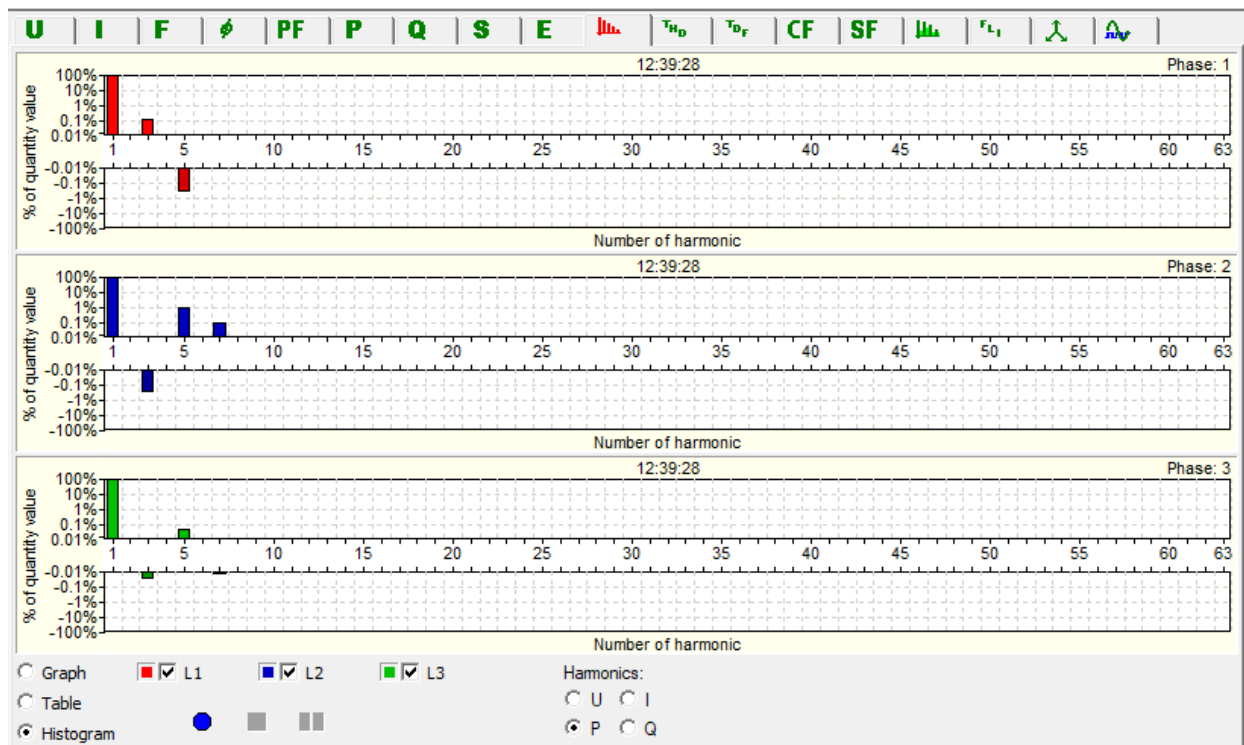 U I F ϕ PF P Q S E THD TDF CF SF FLI
12:39:28 Phase: 1
% of quantity value
100%
10%
1%
0.1%
0.01%
1 5 10 15 20 25 30 35 40 45 50 55 60 63
-0.01%
-0.1%
-1%
-10%
-100%
Number of harmonic
12:39:28 Phase: 2
% of quantity value
100%
10%
1%
0.1%
0.01%
1 5 10 15 20 25 30 35 40 45 50 55 60 63
-0.01%
-0.1%
-1%
-10%
-100%
Number of harmonic
12:39:28 Phase: 3
% of quantity value
100%
10%
1%
0.1%
0.01%
1 5 10 15 20 25 30 35 40 45 50 55 60 63
-0.01%
-0.1%
-1%
-10%
-100%
Number of harmonic
Graph L1 L2 L3 Harmonics:
Table U I
Histogram P Q